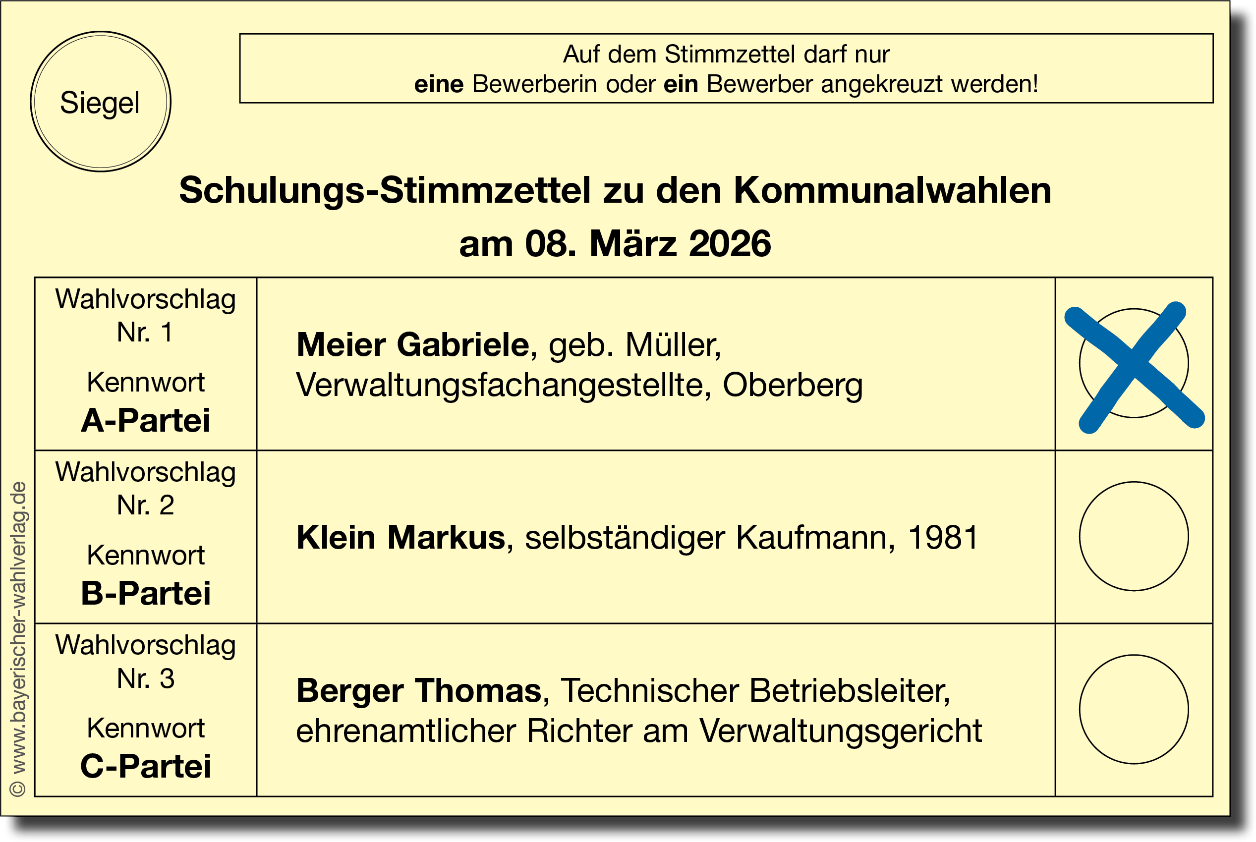 Siegel
Auf dem Stimmzettel darf nur
eine Bewerberin oder ein Bewerber angekreuzt werden!
Schulungs-Stimmzettel zu den Kommunalwahlen
am 08. März 2026
Wahlvorschlag
Nr. 1
Kennwort
A-Partei
Meier Gabriele, geb. Müller,
Verwaltungsfachangestellte, Oberberg
Wahlvorschlag
Nr. 2
Kennwort
B-Partei
Klein Markus, selbständiger Kaufmann, 1981
Wahlvorschlag
Nr. 3
Kennwort
C-Partei
Berger Thomas, Technischer Betriebsleiter,
ehrenamtlicher Richter am Verwaltungsgericht
© www.bayerischer-wahlverlag.de